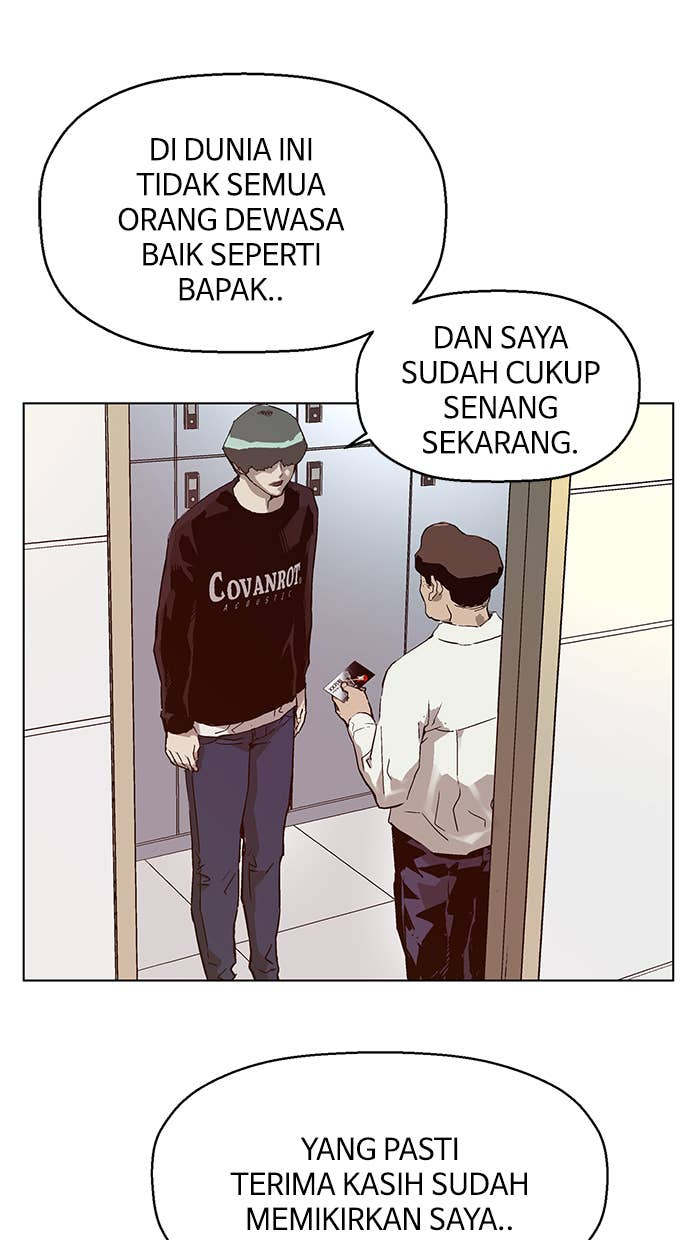 DI DUNIA INI
TIDAK SEMUA
ORANG DEWASA
BAIK SEPERTI
BAPAK..
DAN SAYA
SUDAH CUKUP
SENANG
SEKARANG.
COVANROT
ACOUSTIC
YANG PASTI
TERIMA KASIH SUDAH
MEMIKIRKAN SAYA..